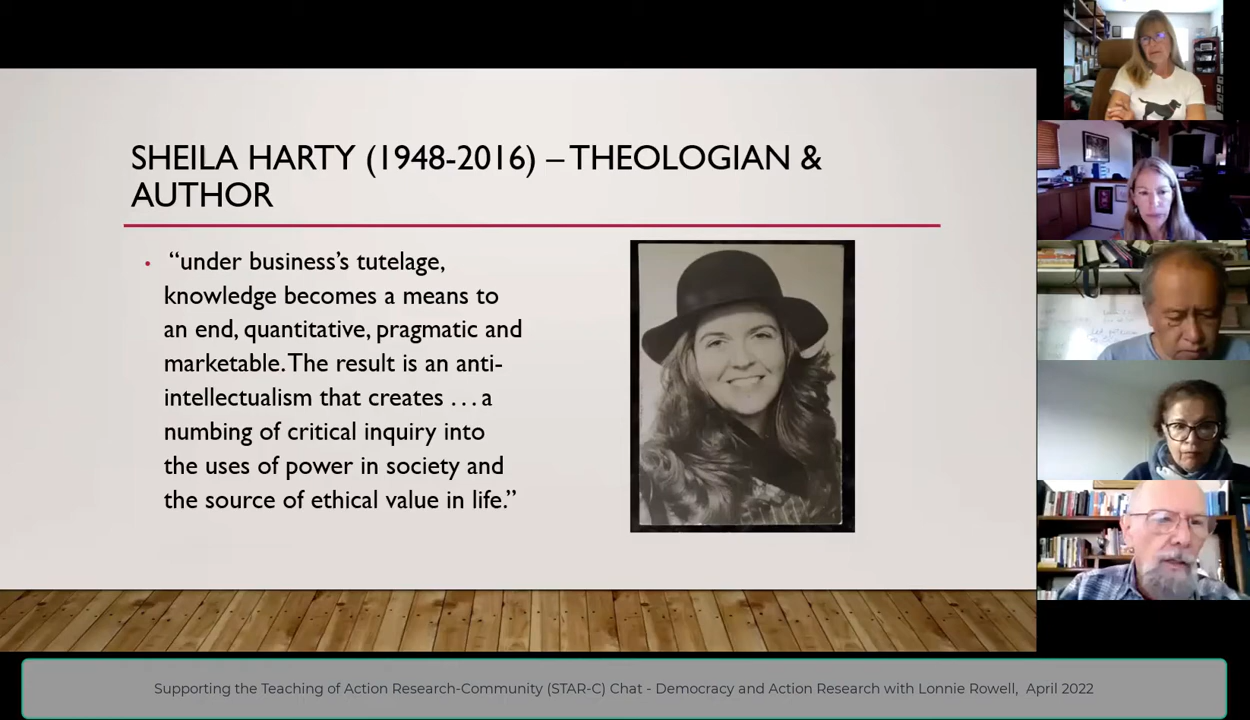 SHEILA HARTY (1948-2016) – THEOLOGIAN &
AUTHOR
• “under business’s tutelage,
knowledge becomes a means to
an end, quantitative, pragmatic and
marketable. The result is an anti-
intellectualism that creates . . . a
numbing of critical inquiry into
the uses of power in society and
the source of ethical value in life.”
Supporting the Teaching of Action Research-Community (STAR-C) Chat - Democracy and Action Research with Lonnie Rowell, April 2022